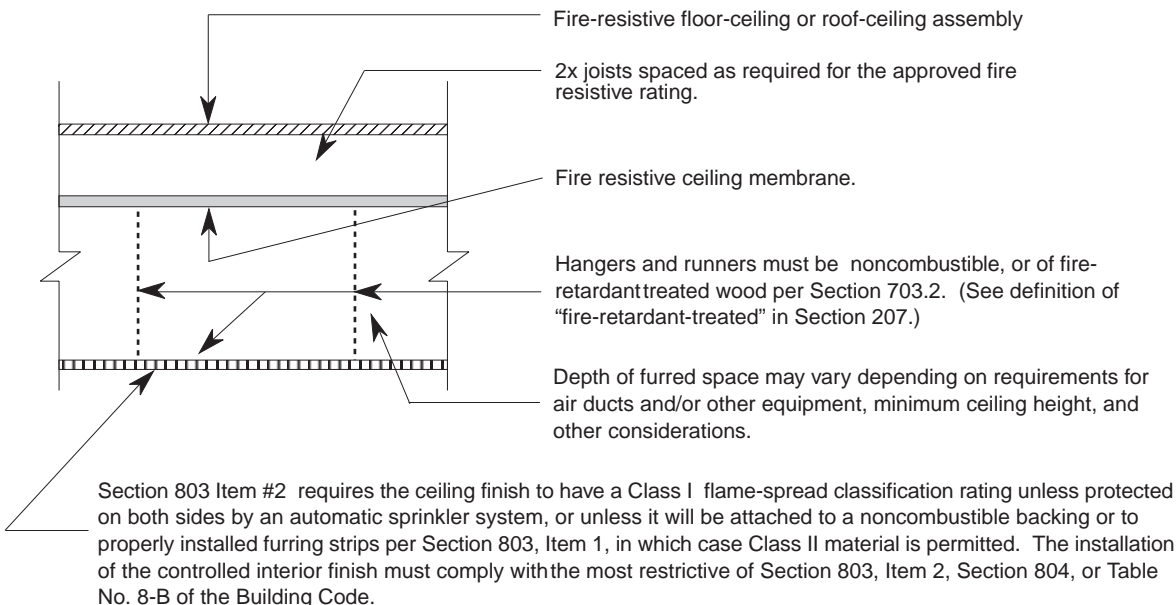 Fire-resistive floor-ceiling or roof-ceiling assembly
2x joists spaced as required for the approved fire
resistive rating.
Fire resistive ceiling membrane.
Hangers and runners must be noncombustible, or of fire-
retardant treated wood per Section 703.2. (See definition of
“fire-retardant-treated” in Section 207.)
Depth of furred space may vary depending on requirements for
air ducts and/or other equipment, minimum ceiling height, and
other considerations.
Section 803 Item #2 requires the ceiling finish to have a Class I flame-spread classification rating unless protected
on both sides by an automatic sprinkler system, or unless it will be attached to a noncombustible backing or to
properly installed furring strips per Section 803, Item 1, in which case Class II material is permitted. The installation
of the controlled interior finish must comply with the most restrictive of Section 803, Item 2, Section 804, or Table
No. 8-B of the Building Code.